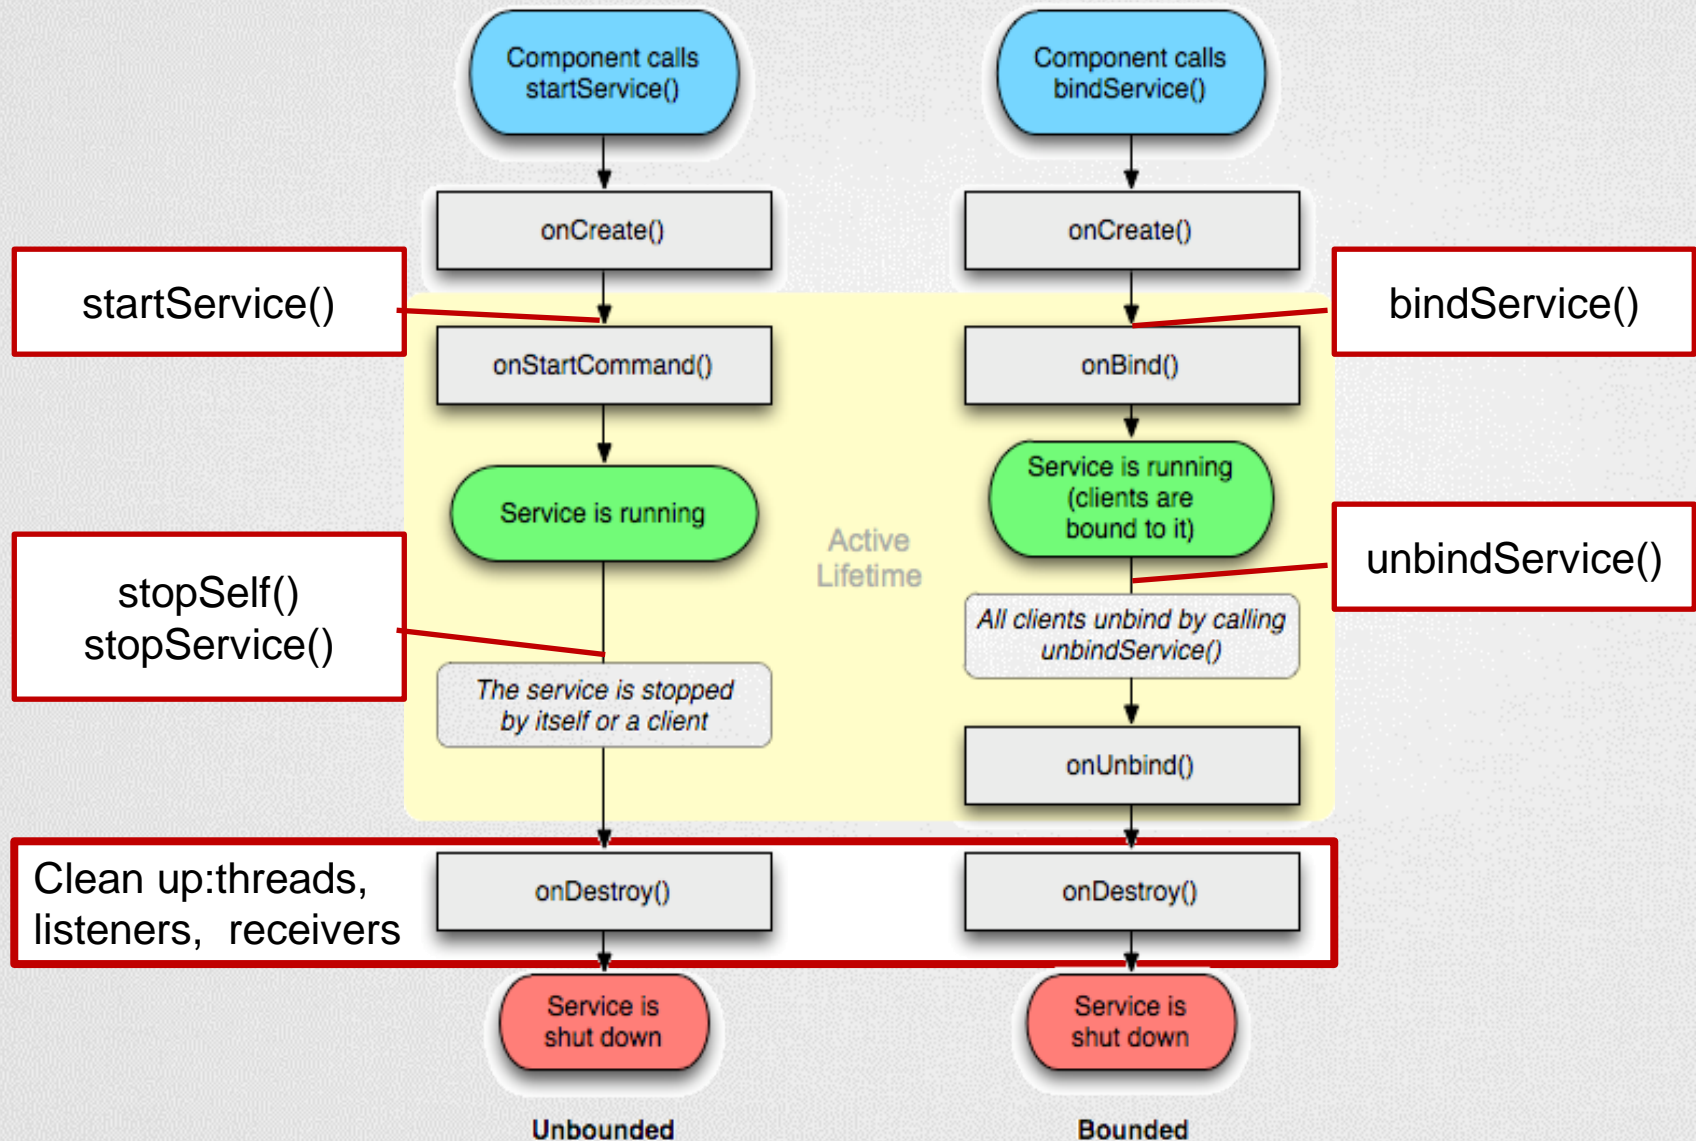 Component calls
startService()
Component calls
bindService()
onCreate()
onCreate()
startService()
bindService()
onStartCommand()
onBind()
Service is running
Service is running
(clients are
bound to it)
Active
Lifetime
stopSelf()
stopService()
unbindService()
All clients unbind by calling
unbindService()
The service is stopped
by itself or a client
onUnbind()
Clean up:threads,
listeners, receivers
onDestroy()
onDestroy()
Service is
shut down
Service is
shut down
Unbounded
Bounded